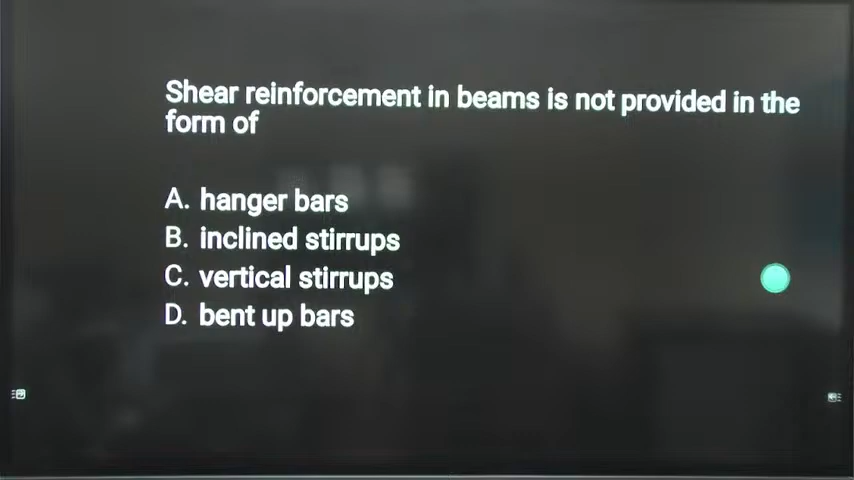 Shear reinforcement in beams is not provided in the
form of
A. hanger bars
B. inclined stirrups
C. vertical stirrups
D. bent up bars